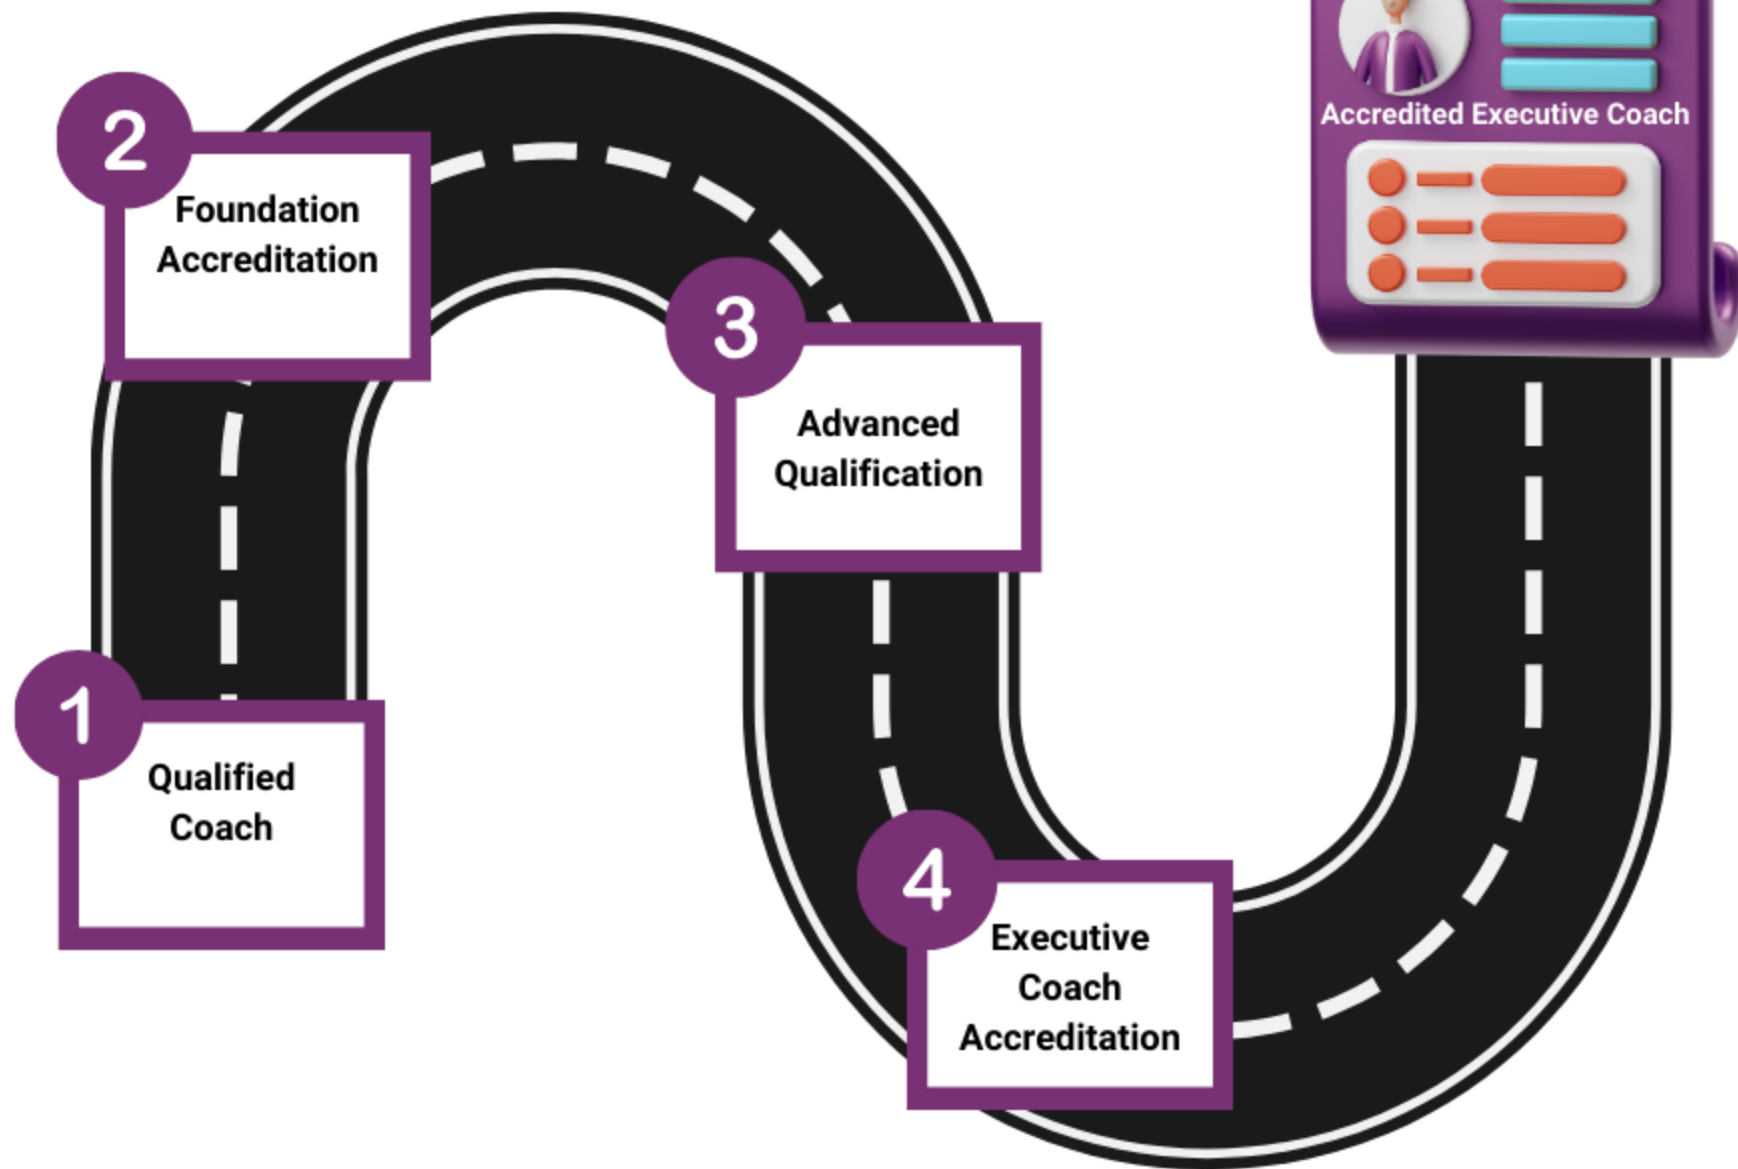 1
Qualified
Coach
2
Foundation
Accreditation
3
Advanced
Qualification
4
Executive
Coach
Accreditation
Accredited Executive Coach